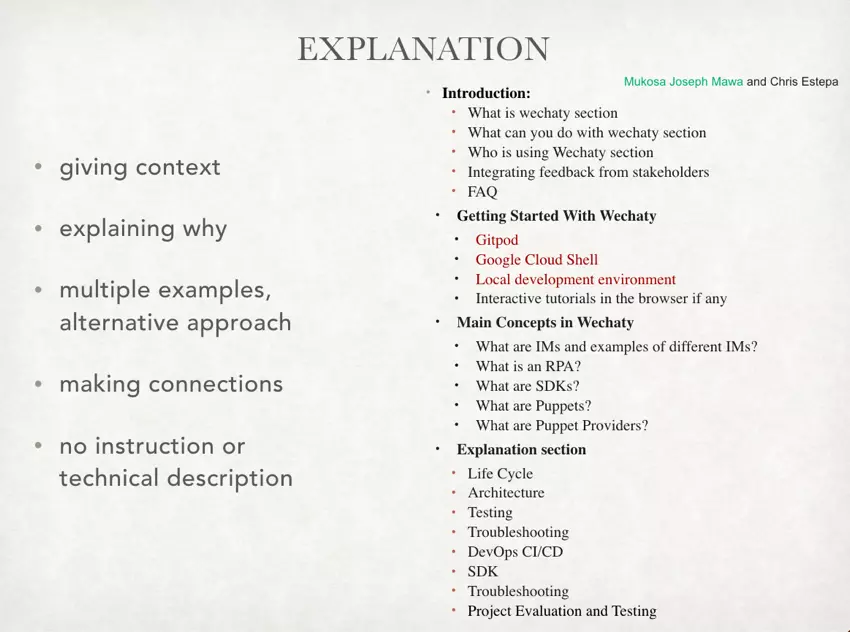 EXPLANATION
Mukosa Joseph Mawa and Chris Estepa
• giving context
• explaining why
• multiple examples,
alternative approach
• making connections
• no instruction or
technical description
• Introduction:
• What is wechaty section
• What can you do with wechaty section
• Who is using Wechaty section
• Integrating feedback from stakeholders
• FAQ
• Getting Started With Wechaty
• Gitpod
• Google Cloud Shell
• Local development environment
• Interactive tutorials in the browser if any
• Main Concepts in Wechaty
• What are IMs and examples of different IMs?
• What is an RPA?
• What are SDKs?
• What are Puppets?
• What are Puppet Providers?
• Explanation section
• Life Cycle
• Architecture
• Testing
• Troubleshooting
• DevOps CI/CD
• SDK
• Troubleshooting
• Project Evaluation and Testing